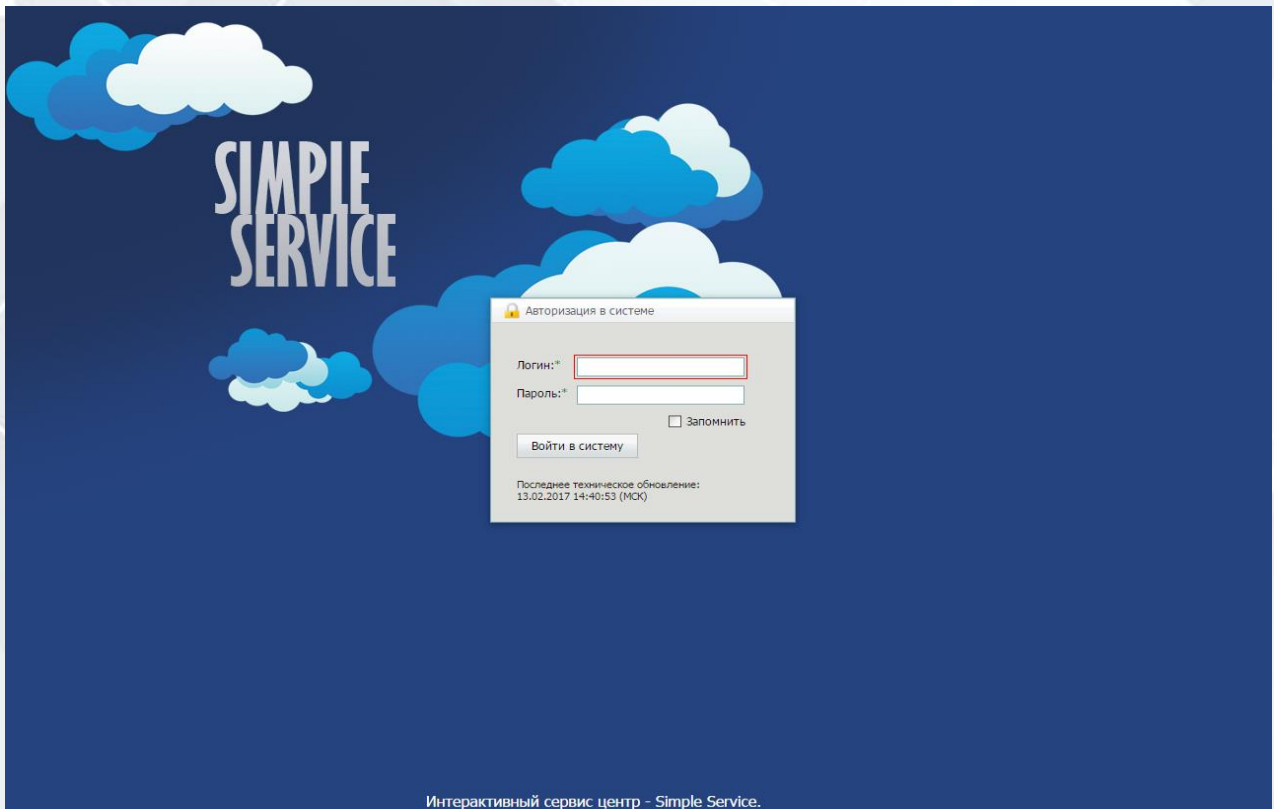 SIMPLE
SERVICE
Авторизация в системе
Логин:*
Пароль:*
Запомнить
Войти в систему
Последнее техническое обновление:
13.02.2017 14:40:53 (МСК)
Интерактивный сервис центр - Simple Service.